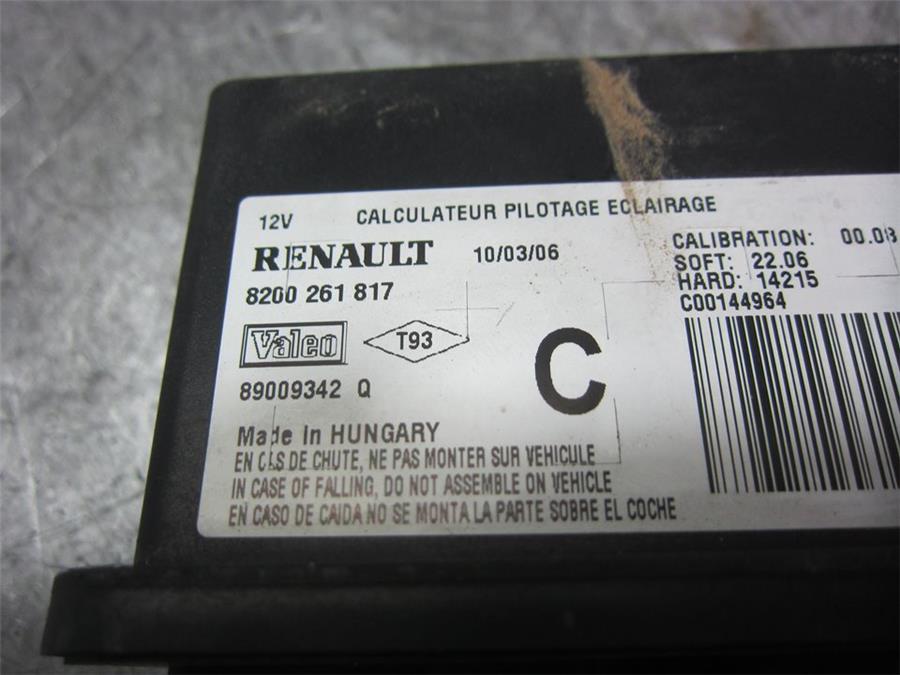 12V CALCULATEUR PILOTAGE ECLAIRAGE
RENAULT 10/03/06
CALIBRATION: 00.08
SOFT: 22.06
8200 261 817
HARD: 14215
C00144964
Valeo T93 C
89009342 Q
Made In HUNGARY
EN CAS DE CHUTE, NE PAS MONTER SUR VEHICULE
IN CASE OF FALLING, DO NOT ASSEMBLE ON VEHICLE
EN CASO DE CAIDA NO SE MONTA LA PARTE SOBRE EL COCHE